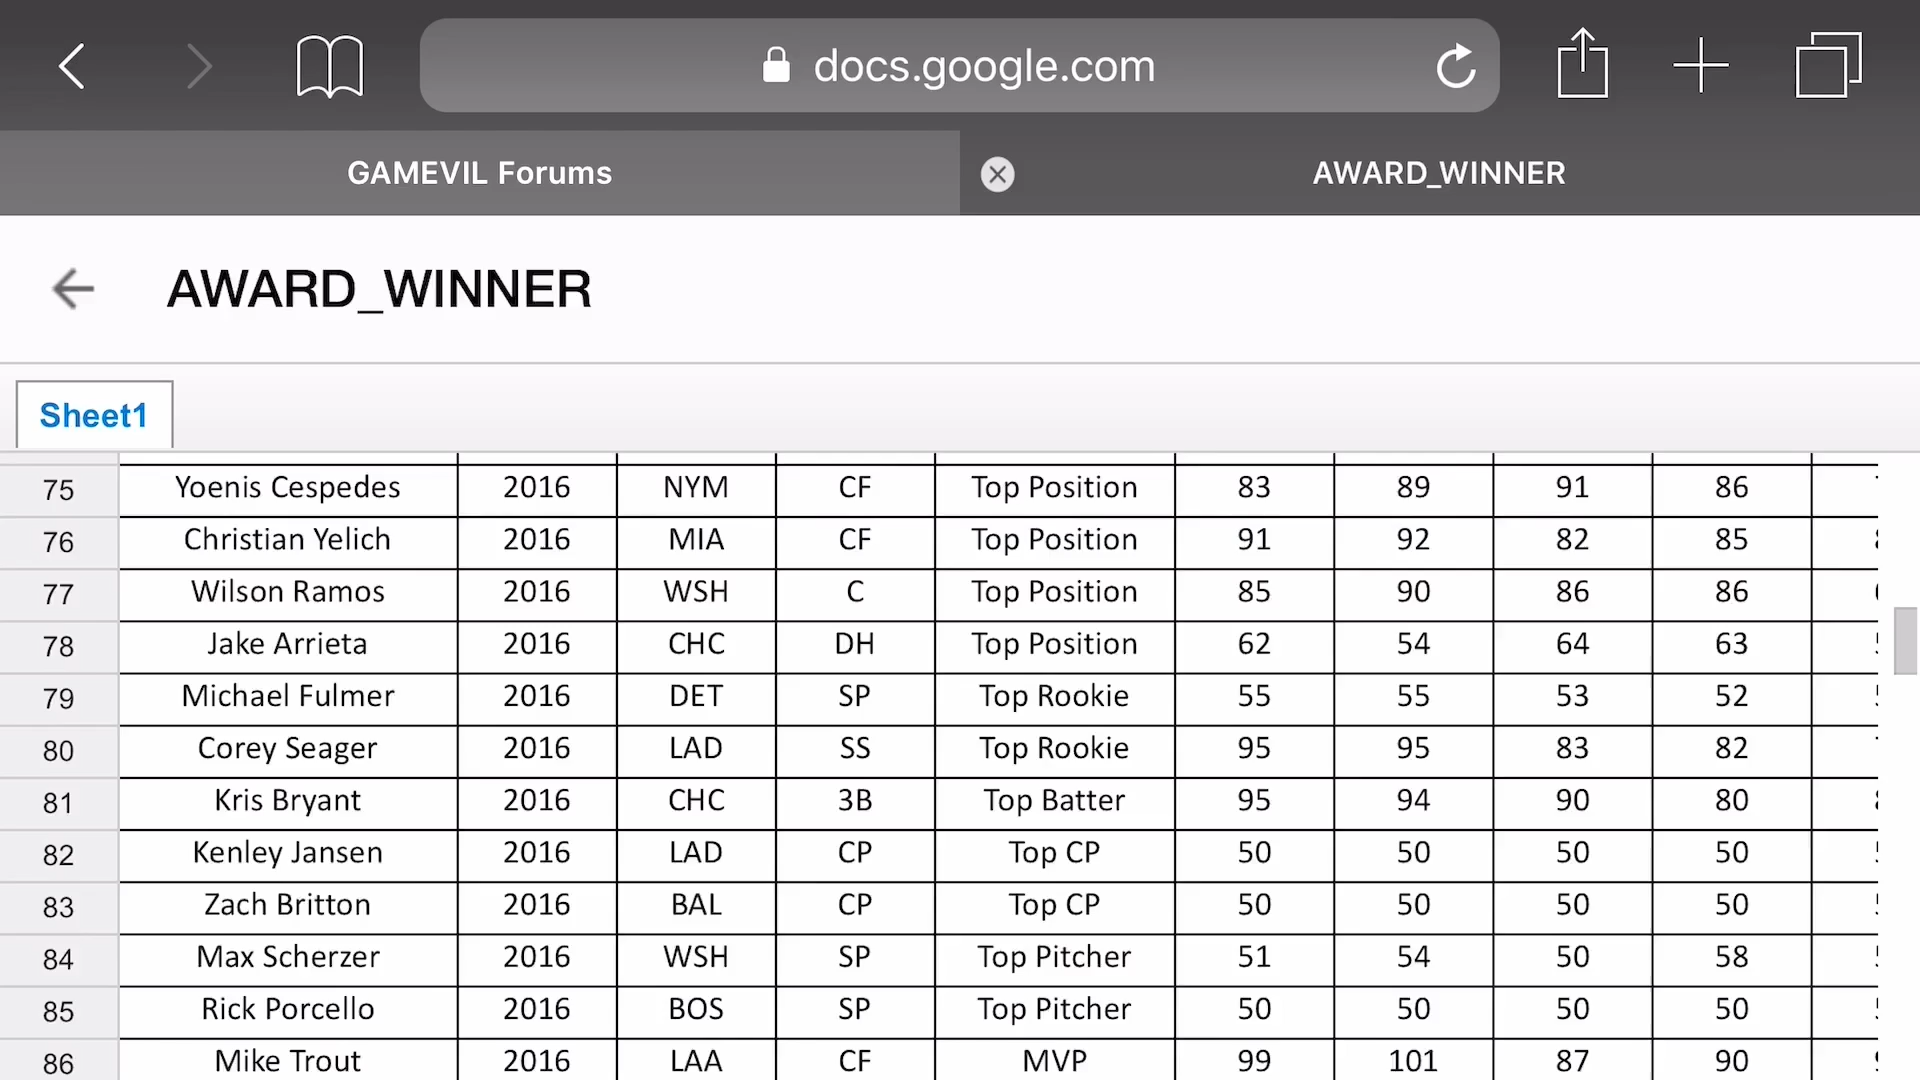 docs.google.com
GAMEVIL Forums AWARD_WINNER
AWARD_WINNER
Sheet1
75 Yoenis Cespedes 2016 NYM CF Top Position 83 89 91 86
76 Christian Yelich 2016 MIA CF Top Position 91 92 82 85
77 Wilson Ramos 2016 WSH C Top Position 85 90 86 86
78 Jake Arrieta 2016 CHC DH Top Position 62 54 64 63
79 Michael Fulmer 2016 DET SP Top Rookie 55 55 53 52
80 Corey Seager 2016 LAD SS Top Rookie 95 95 83 82
81 Kris Bryant 2016 CHC 3B Top Batter 95 94 90 80
82 Kenley Jansen 2016 LAD CP Top CP 50 50 50 50
83 Zach Britton 2016 BAL CP Top CP 50 50 50 50
84 Max Scherzer 2016 WSH SP Top Pitcher 51 54 50 58
85 Rick Porcello 2016 BOS SP Top Pitcher 50 50 50 50
86 Mike Trout 2016 LAA CF MVP 99 101 87 90